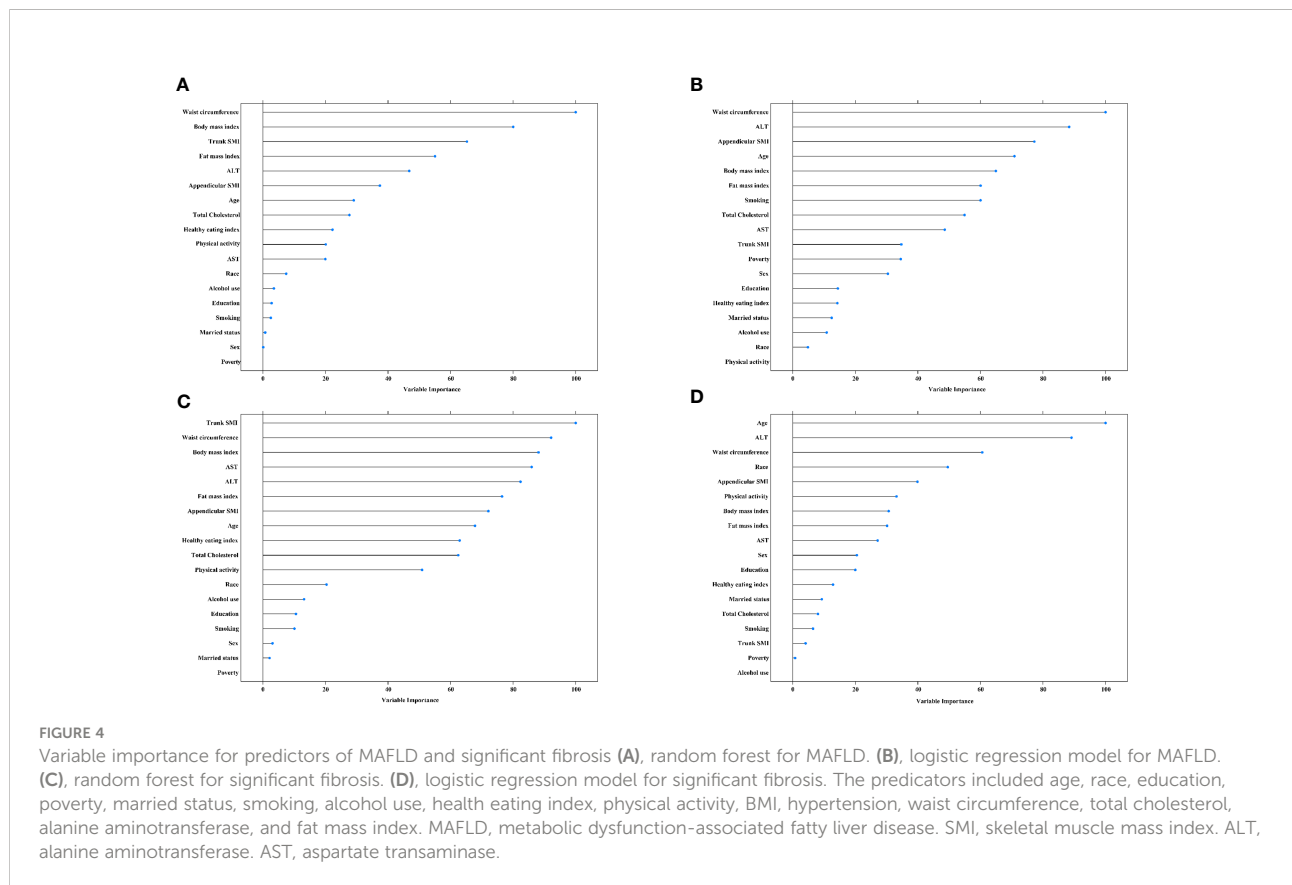 A
Waist circumference
Body mass index
Trunk SMI
Fat mass index
ALT
Appendicular SMI
Age
Total Cholesterol
Healthy eating index
Physical activity
AST
Race
Alcohol use
Education
Smoking
Married status
Sex
Poverty
0 20 40 60 80 100
Variable Importance
B
Waist circumference
ALT
Appendicular SMI
Age
Body mass index
Fat mass index
Smoking
Total Cholesterol
AST
Trunk SMI
Poverty
Sex
Education
Healthy eating index
Married status
Alcohol use
Race
Physical activity
0 20 40 60 80 100
Variable Importance
C
Trunk SMI
Waist circumference
Body mass index
AST
ALT
Fat mass index
Appendicular SMI
Age
Healthy eating index
Total Cholesterol
Physical activity
Race
Alcohol use
Education
Smoking
Sex
Married status
Poverty
0 20 40 60 80 100
Variable Importance
D
Age
ALT
Waist circumference
Race
Appendicular SMI
Physical activity
Body mass index
Fat mass index
AST
Sex
Education
Healthy eating index
Married status
Total Cholesterol
Smoking
Trunk SMI
Poverty
Alcohol use
0 20 40 60 80 100
Variable Importance
FIGURE 4
Variable importance for predictors of MAFLD and significant fibrosis (A), random forest for MAFLD. (B), logistic regression model for MAFLD.
(C), random forest for significant fibrosis. (D), logistic regression model for significant fibrosis. The predicators included age, race, education,
poverty, married status, smoking, alcohol use, health eating index, physical activity, BMI, hypertension, waist circumference, total cholesterol,
alanine aminotransferase, and fat mass index. MAFLD, metabolic dysfunction-associated fatty liver disease. SMI, skeletal muscle mass index. ALT,
alanine aminotransferase. AST, aspartate transaminase.